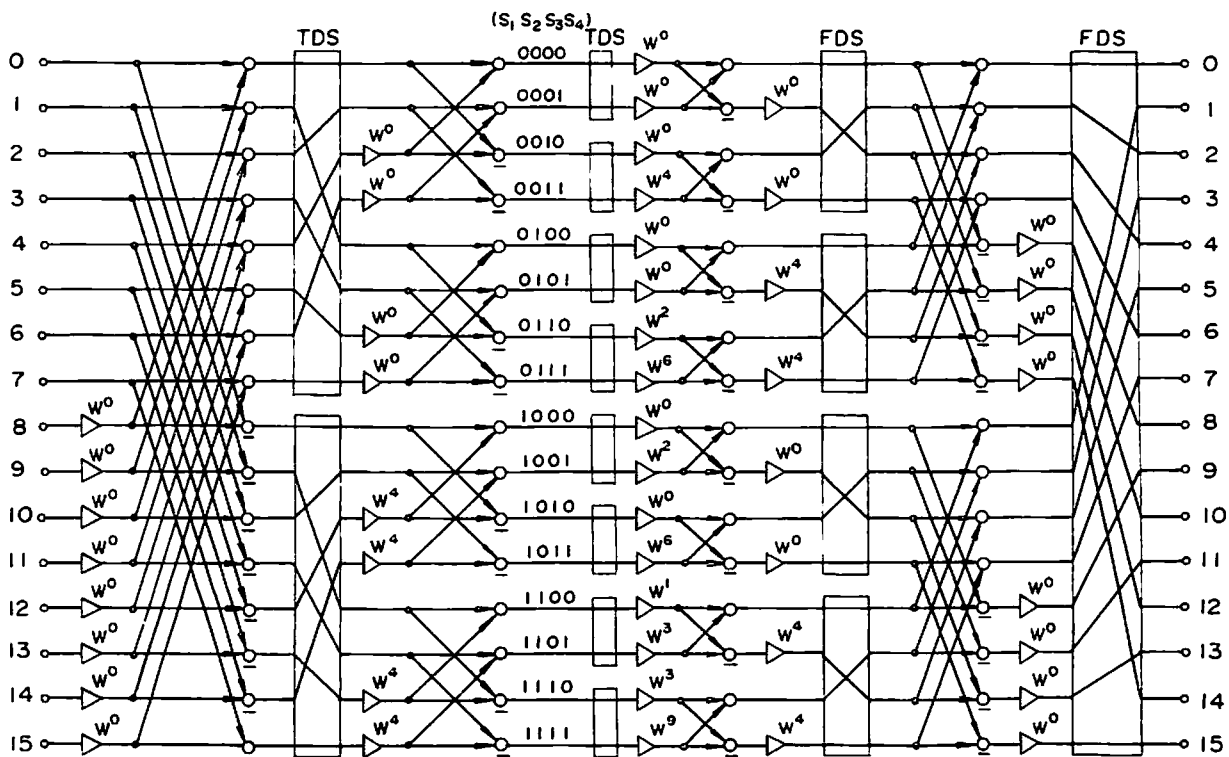 (S₁ S₂ S₃S₄)
TDS TDS FDS FDS
0 0000 W⁰ 0
1 0001 W⁰ W⁰ 1
2 W⁰ 0010 W⁰ 2
3 W⁰ 0011 W⁴ W⁰ 3
4 0100 W⁰ W⁰ 4
5 0101 W⁰ W⁴ W⁰ 5
6 W⁰ 0110 W² W⁰ 6
7 W⁰ 0111 W⁶ W⁴ W⁰ 7
8 W⁰ 1000 W⁰ 8
9 W⁰ 1001 W² W⁰ 9
10 W⁰ W⁴ 1010 W⁰ 10
11 W⁰ W⁴ 1011 W⁶ W⁰ 11
12 W⁰ 1100 W¹ W⁰ 12
13 W⁰ 1101 W³ W⁴ W⁰ 13
14 W⁰ W⁴ 1110 W³ W⁰ 14
15 W⁰ W⁴ 1111 W⁹ W⁴ W⁰ 15